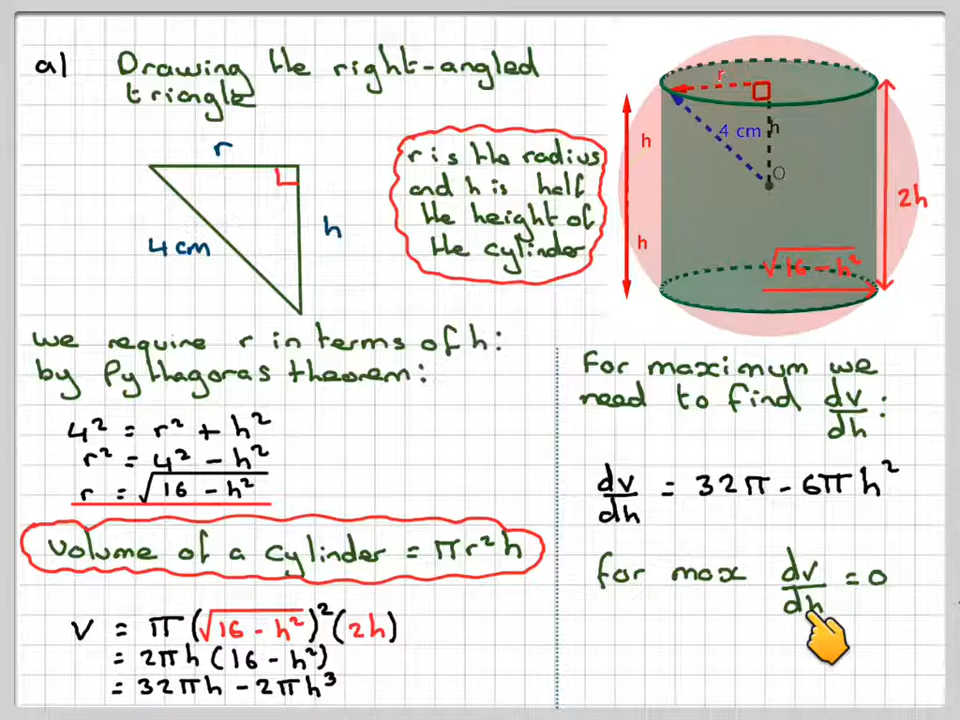 a) Drawing the right-angled
triangle
r
4 cm
h
r is the radius
and h is half
the height of
the cylinder
r
4 cm
h
O
h
h
2h
√16 - h²
we require r in terms of h:
by Pythagoras theorem:
4² = r² + h²
r² = 4² - h²
r = √16 - h²
Volume of a cylinder = πr²h
V = π(√16 - h²)²(2h)
= 2πh(16 - h²)
= 32πh - 2πh³
For maximum we
need to find dv/dh:
dv/dh = 32π - 6πh²
for max dv/dh = 0